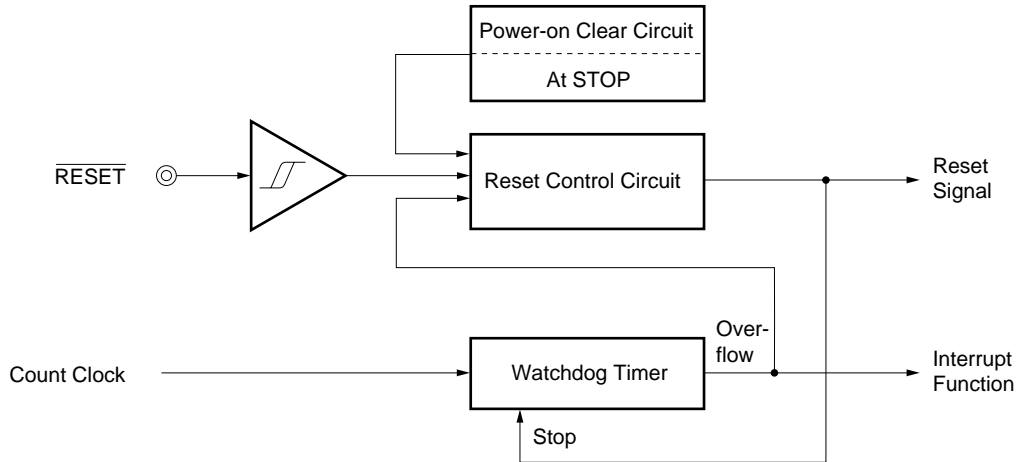 Power-on Clear Circuit
At STOP
RESET
Reset Control Circuit
Reset
Signal
Over-
flow
Count Clock
Watchdog Timer
Interrupt
Function
Stop